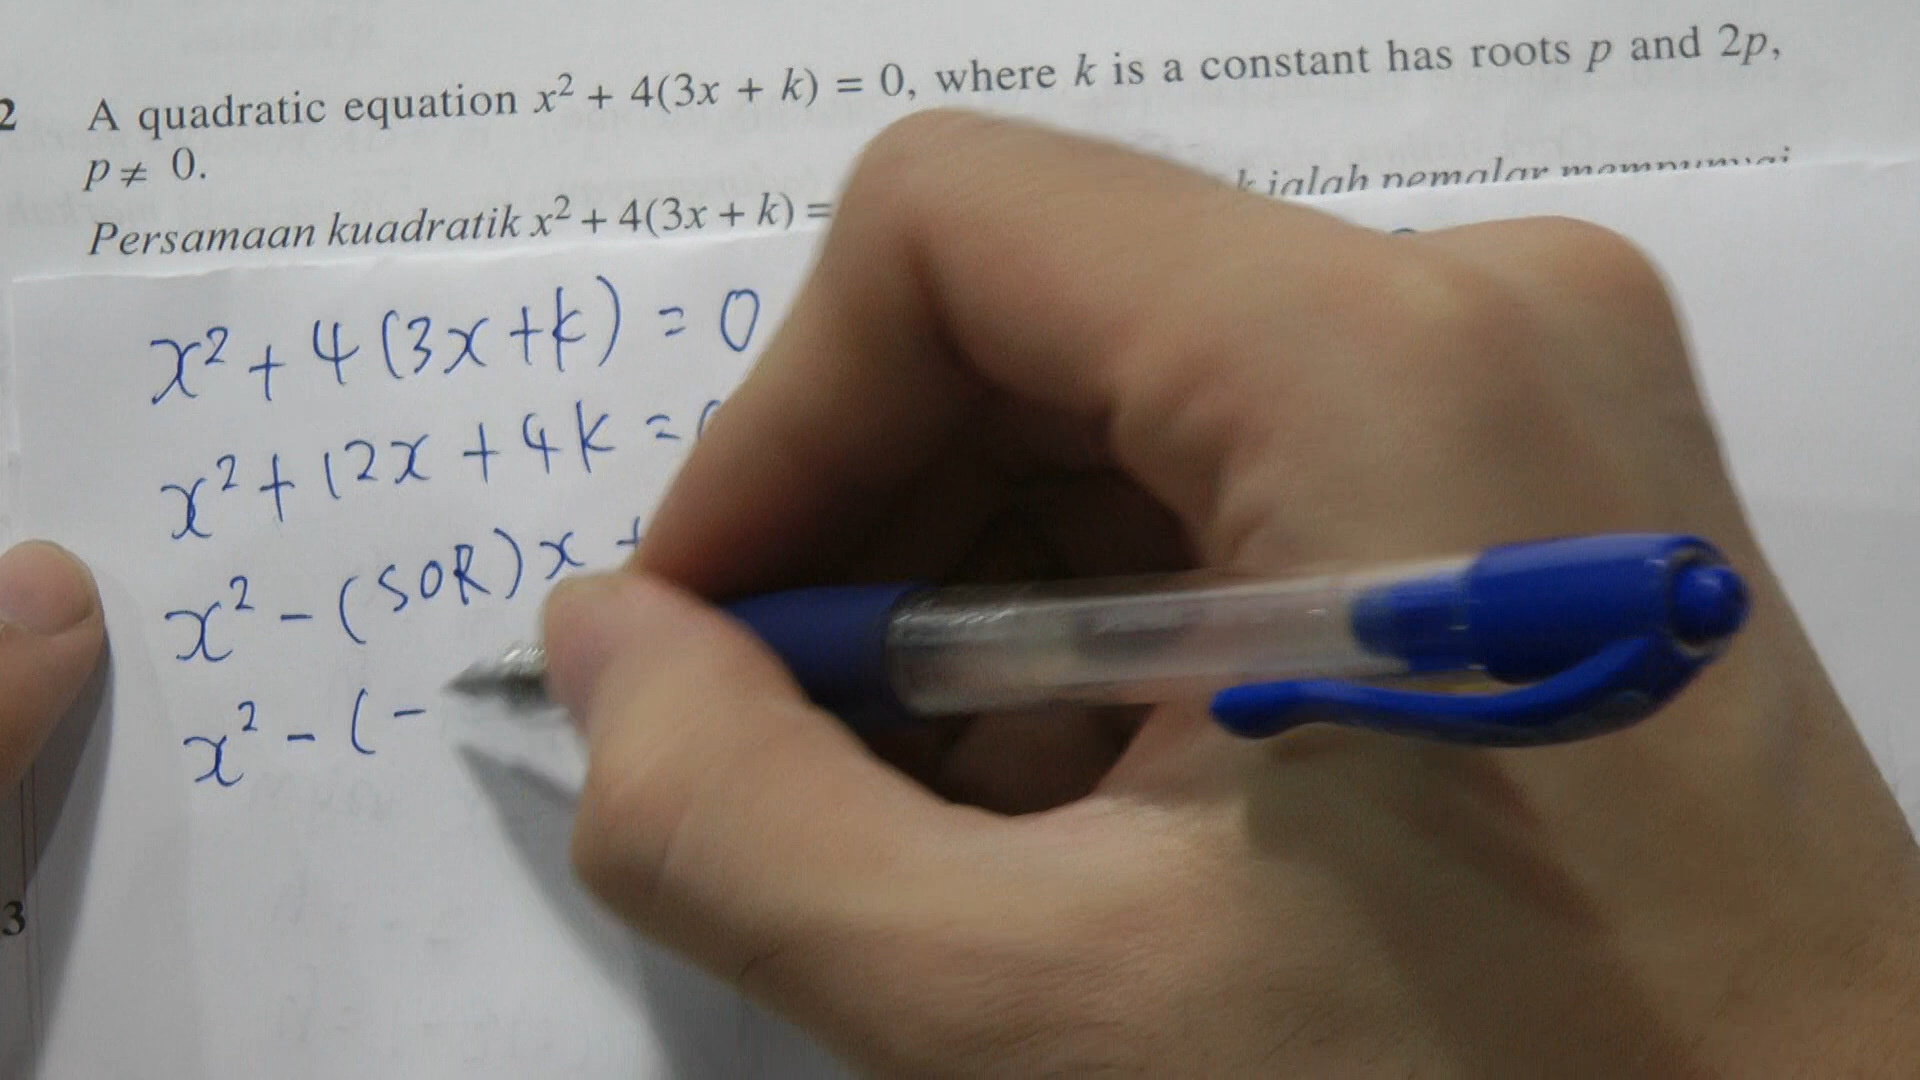 2 A quadratic equation x² + 4(3x + k) = 0, where k is a constant has roots p and 2p,
p ≠ 0.
Persamaan kuadratik x² + 4(3x + k) = k ialah pemalar mempunyai
x² + 4(3x+k) = 0
x² + 12x + 4k =
x² - (SOR)x +
x² - (-
3